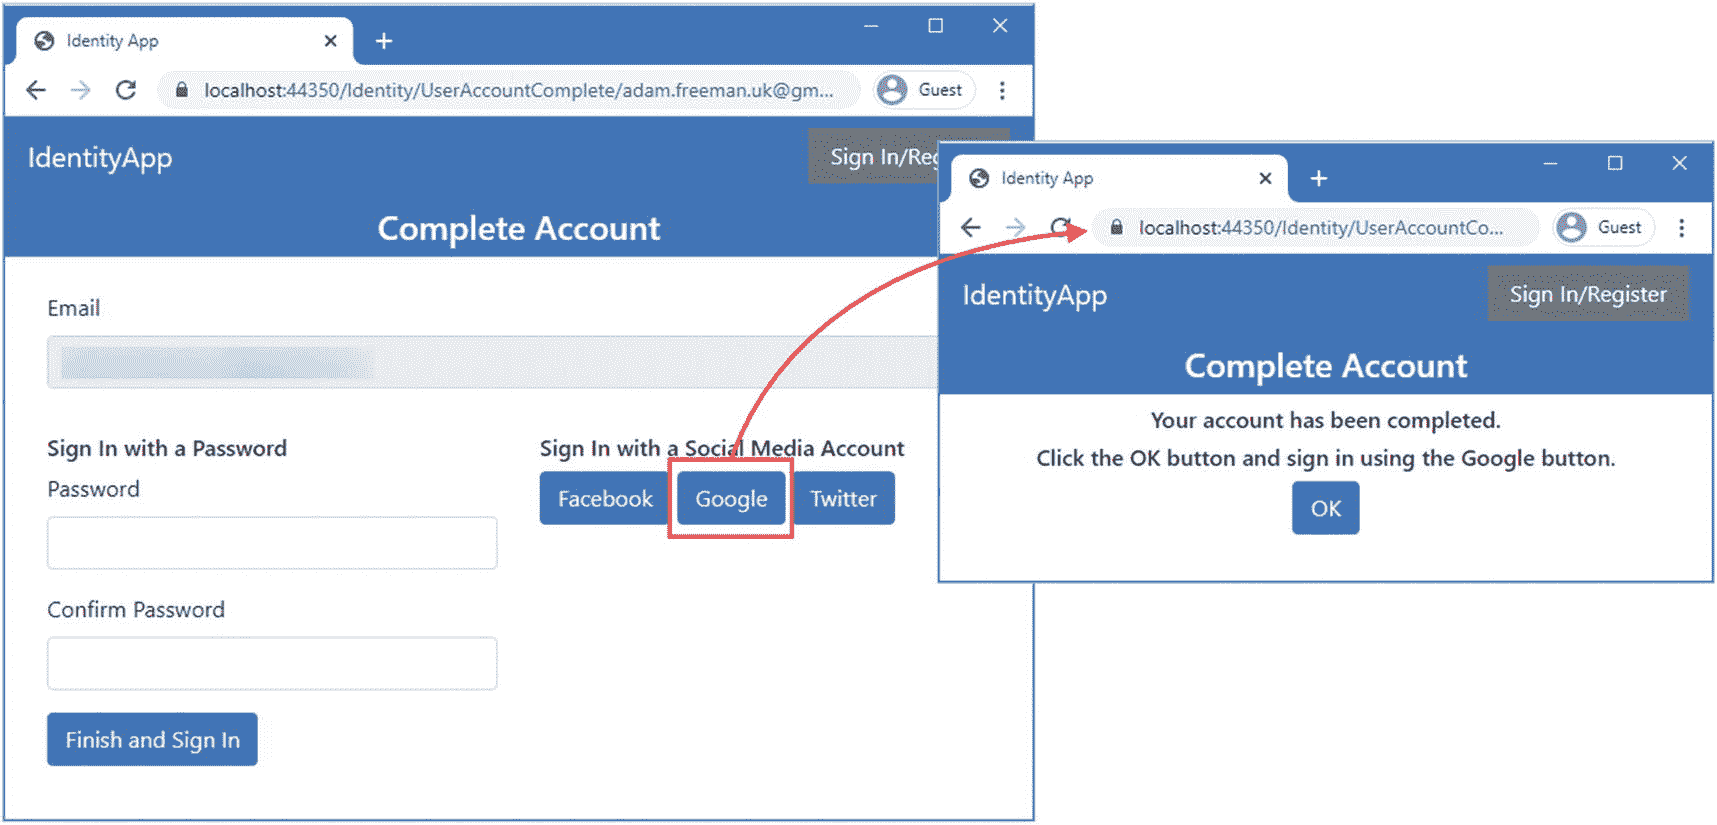 Identity App
localhost:44350/Identity/UserAccountComplete/adam.freeman.uk@gm...
Guest
IdentityApp
Sign In/Reg
Complete Account
Email
Sign In with a Password
Password
Confirm Password
Finish and Sign In
Sign In with a Social Media Account
Facebook Google Twitter
Identity App
localhost:44350/Identity/UserAccountCo...
Guest
IdentityApp
Sign In/Register
Complete Account
Your account has been completed.
Click the OK button and sign in using the Google button.
OK